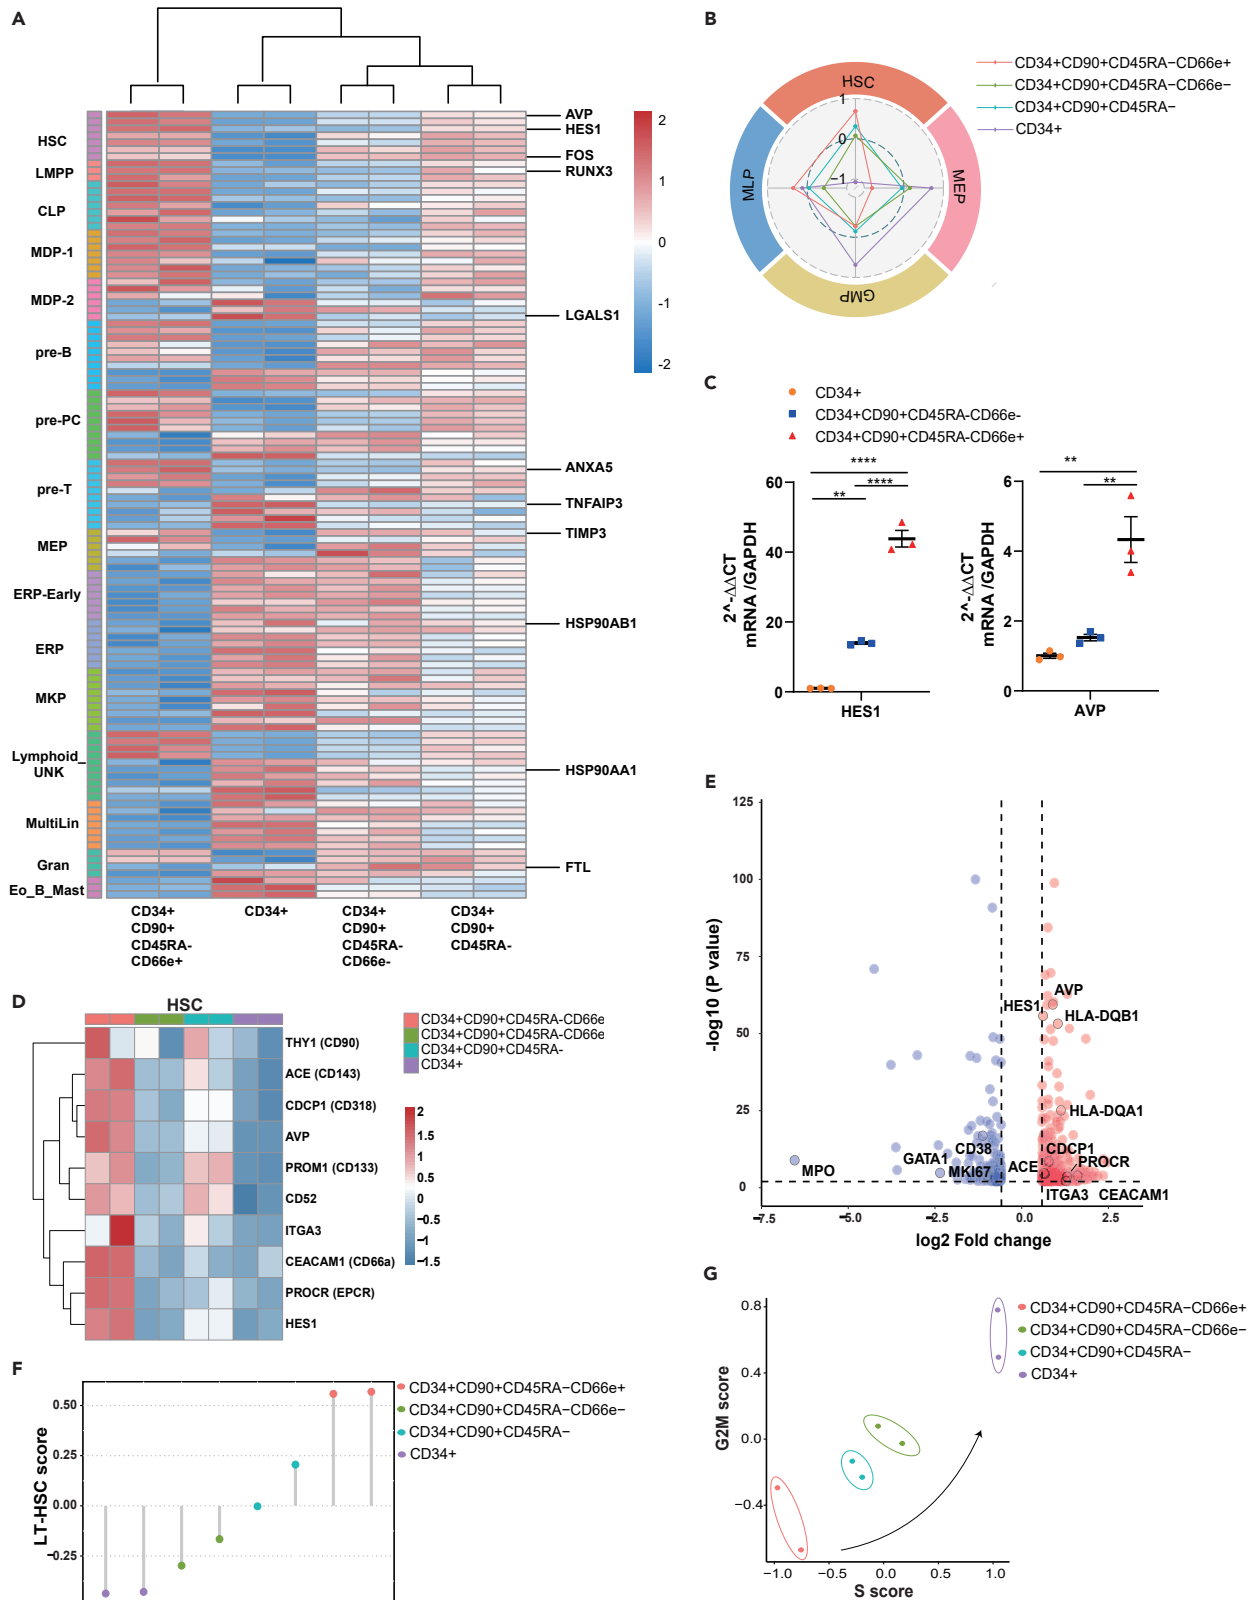 A
HSC
LMPP
CLP
MDP-1
MDP-2
pre-B
pre-PC
pre-T
MEP
ERP-Early
ERP
MKP
Lymphoid_
UNK
MultiLin
Gran
Eo_B_Mast
AVP
HES1
FOS
RUNX3
LGALS1
ANXA5
TNFAIP3
TIMP3
HSP90AB1
HSP90AA1
FTL
2
1
0
-1
-2
CD34+
CD90+
CD45RA-
CD66e+
CD34+
CD34+
CD90+
CD45RA-
CD66e-
CD34+
CD90+
CD45RA-
B
HSC
MEP
GMP
MLP
1
0
−1
CD34+CD90+CD45RA−CD66e+
CD34+CD90+CD45RA−CD66e−
CD34+CD90+CD45RA−
CD34+
C
CD34+
CD34+CD90+CD45RA-CD66e-
CD34+CD90+CD45RA-CD66e+
2^-ΔΔCT
mRNA /GAPDH
60
40
20
0
****
****
**
HES1
2^-ΔΔCT
mRNA /GAPDH
6
4
2
0
**
**
AVP
D
HSC
THY1 (CD90)
ACE (CD143)
CDCP1 (CD318)
AVP
PROM1 (CD133)
CD52
ITGA3
CEACAM1 (CD66a)
PROCR (EPCR)
HES1
CD34+CD90+CD45RA-CD66e
CD34+CD90+CD45RA-CD66e
CD34+CD90+CD45RA-
CD34+
2
1.5
1
0.5
0
−0.5
−1
−1.5
E
-log10 (P value)
125
100
75
50
25
0
-7.5
-5.0
-2.5
0.0
2.5
log2 Fold change
AVP
HES1
HLA-DQB1
HLA-DQA1
CD38
CDCP1
GATA1
MKI67
ACE
PROCR
MPO
ITGA3
CEACAM1
F
LT-HSC score
0.50
0.25
0.00
−0.25
CD34+CD90+CD45RA−CD66e+
CD34+CD90+CD45RA−CD66e−
CD34+CD90+CD45RA−
CD34+
G
G2M score
0.8
0.4
0.0
−0.4
−1.0
−0.5
0.0
0.5
1.0
S score
CD34+CD90+CD45RA−CD66e+
CD34+CD90+CD45RA−CD66e−
CD34+CD90+CD45RA−
CD34+